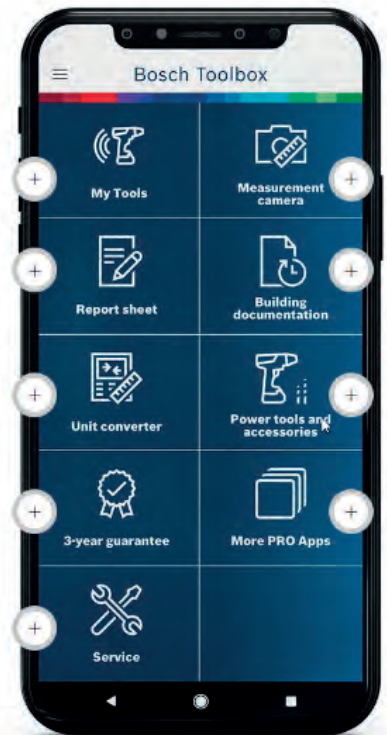 Bosch Toolbox
My Tools
Measurement
camera
Report sheet
Building
documentation
Unit converter
Power tools and
accessories
3-year guarantee
More PRO Apps
Service